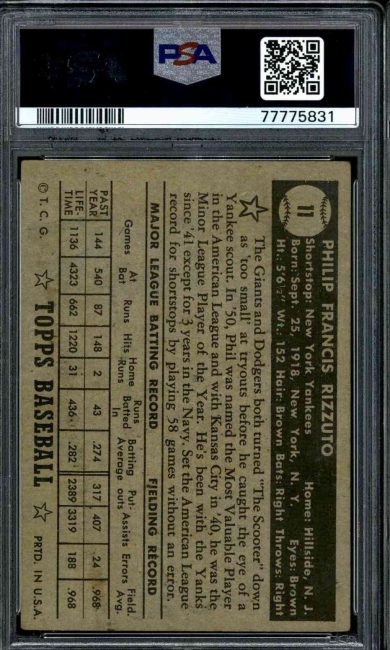 PSA
77775831
11
PHILIP FRANCIS RIZZUTO
Shortstop: New York Yankees Home: Hillside, N. J.
Born: Sept. 25, 1918, New York, N. Y. Eyes: Brown
Ht.: 5'6½" Wt.: 152 Hair: Brown Bats: Right Throws: Right
The Giants and Dodgers both turned "The Scooter" down
as 'too small' at tryouts before he caught the eye of a
Yankee scout. In '50, Phil was named the Most Valuable Player
in the American League and with Kansas City in '40 he was the
Minor League Player of the Year. He's been with the Yanks
since '41 except for 3 years in the Navy. Set the American League
record for shortstops by playing 58 games without an error.
MAJOR LEAGUE BATTING RECORD FIELDING RECORD
Games At Bat Runs Hits Home Runs Runs Batted In Batting Average Put-outs Assists Errors Field. Avg.
PAST YEAR 144 540 87 148 2 43 .274 317 407 24 .968
LIFE-TIME 1136 4323 662 1220 31 436 .282 2389 3319 188 .968
© T. C. G. TOPPS BASEBALL PRTD. IN U.S.A.